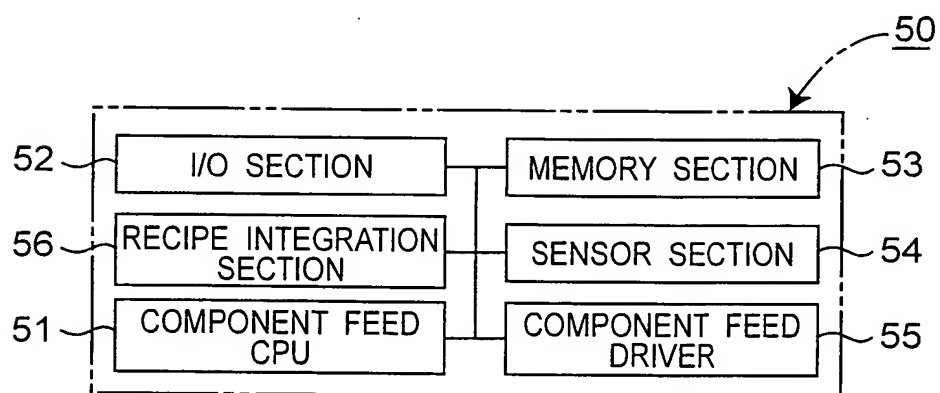 50
52 I/O SECTION MEMORY SECTION 53
56 RECIPE INTEGRATION SECTION SENSOR SECTION 54
51 COMPONENT FEED CPU COMPONENT FEED DRIVER 55